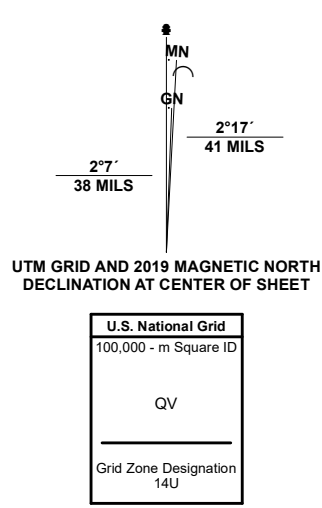 MN
GN
2°17´
41 MILS
2°7´
38 MILS
UTM GRID AND 2019 MAGNETIC NORTH
DECLINATION AT CENTER OF SHEET
U.S. National Grid
100,000 - m Square ID
QV
Grid Zone Designation
14U